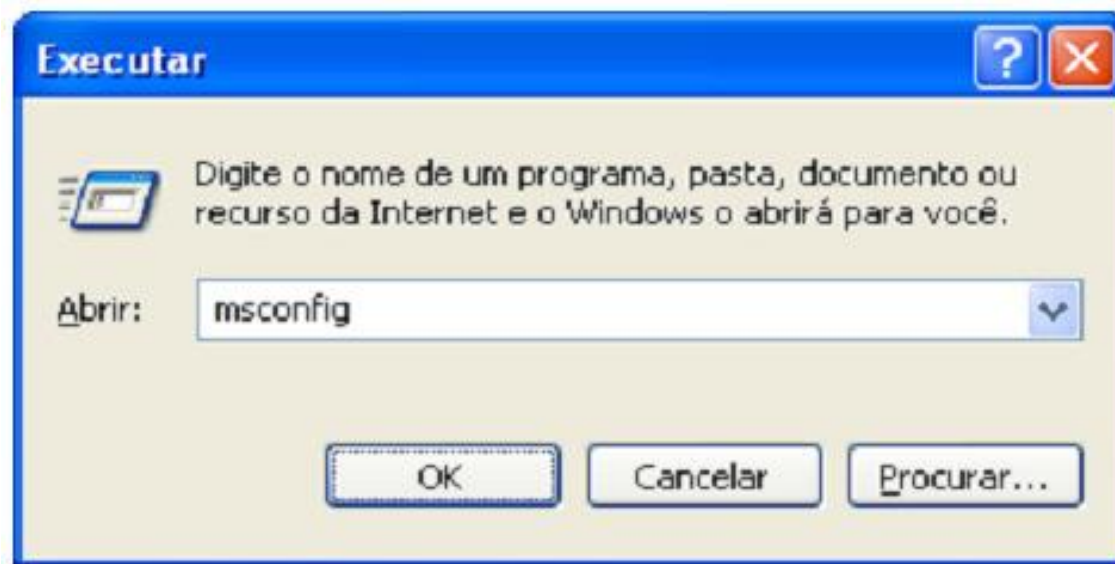 Executar
Digite o nome de um programa, pasta, documento ou
recurso da Internet e o Windows o abrirá para você.
Abrir: msconfig
OK Cancelar Procurar...